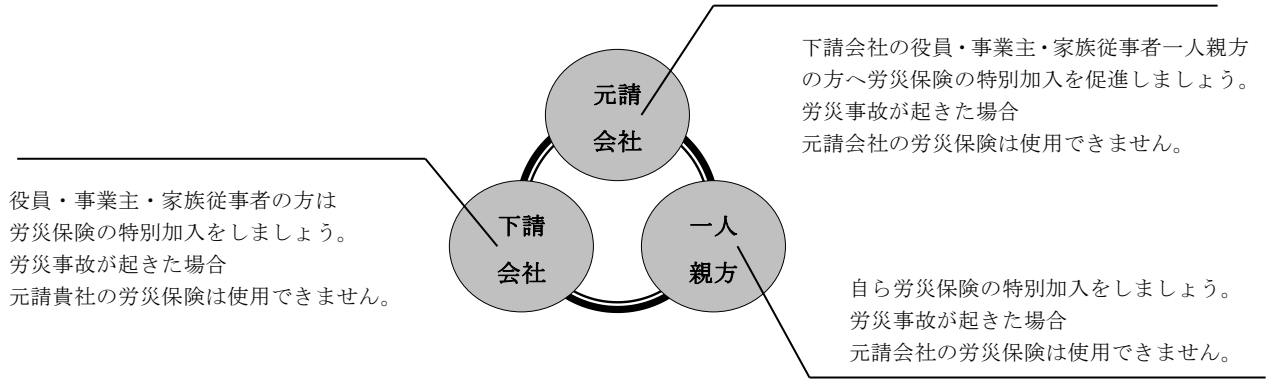 下請会社の役員・事業主・家族従事者一人親方
の方へ労災保険の特別加入を促進しましょう。
労災事故が起きた場合
元請会社の労災保険は使用できません。
元請
会社
役員・事業主・家族従事者の方は
労災保険の特別加入をしましょう。
労災事故が起きた場合
元請貴社の労災保険は使用できません。
下請
会社
一人
親方
自ら労災保険の特別加入をしましょう。
労災事故が起きた場合
元請会社の労災保険は使用できません。